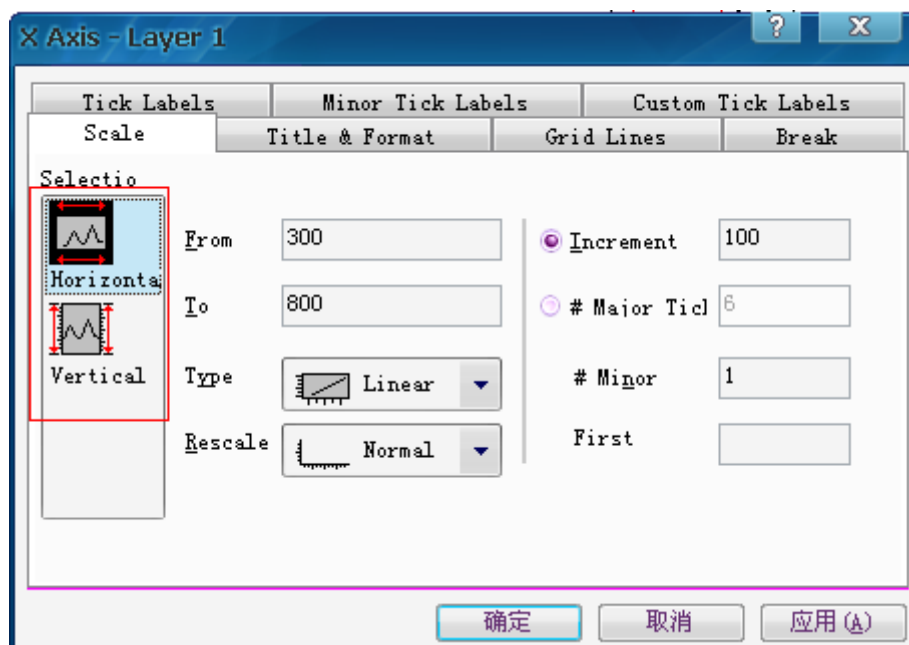 X Axis - Layer 1
?
X
Tick Labels
Minor Tick Labels
Custom Tick Labels
Scale
Title & Format
Grid Lines
Break
Selectio
Horizonta
Vertical
From 300
To 800
Type Linear
Rescale Normal
Increment 100
# Major Ticl 6
# Minor 1
First
确定
取消
应用(A)